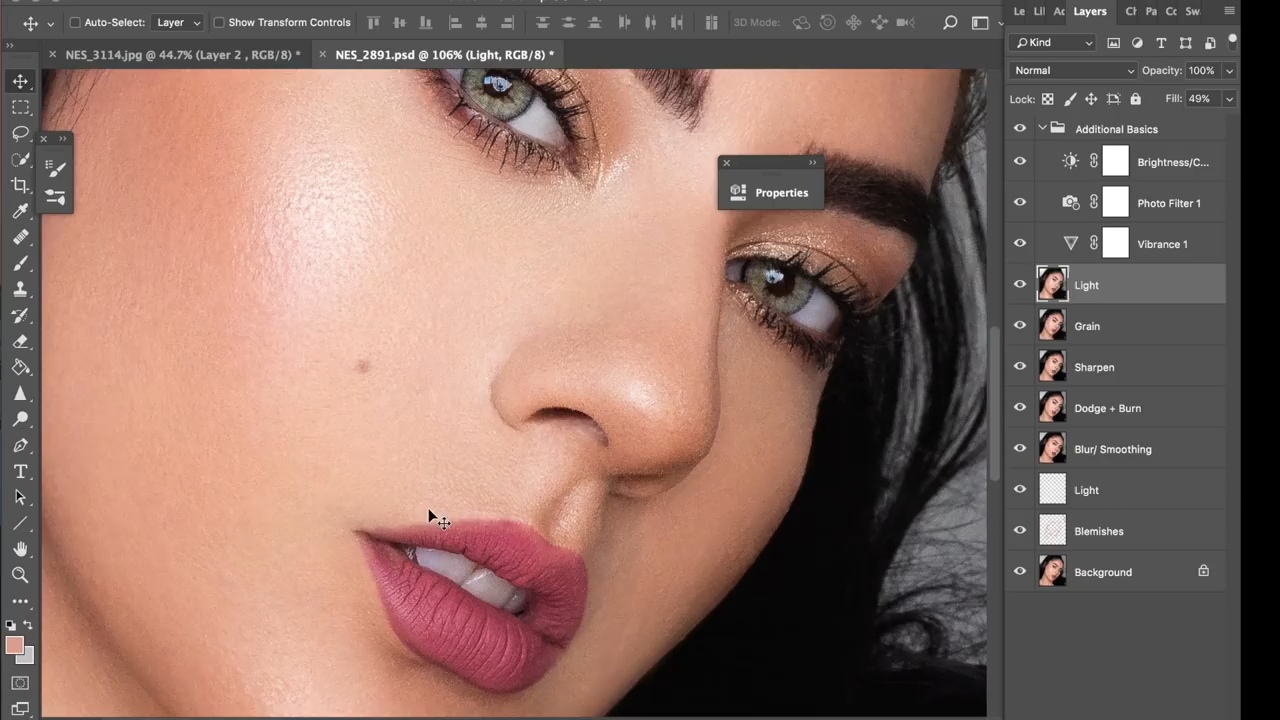 Auto-Select: Layer Show Transform Controls 3D Mode:
NES_3114.jpg @ 44.7% (Layer 2 , RGB/8) *
NES_2891.psd @ 106% (Light, RGB/8) *
Properties
Le Li Ac Layers Cl Pa Cc Sw
Kind
Normal Opacity: 100%
Lock: Fill: 49%
Additional Basics
Brightness/C...
Photo Filter 1
Vibrance 1
Light
Grain
Sharpen
Dodge + Burn
Blur/ Smoothing
Light
Blemishes
Background